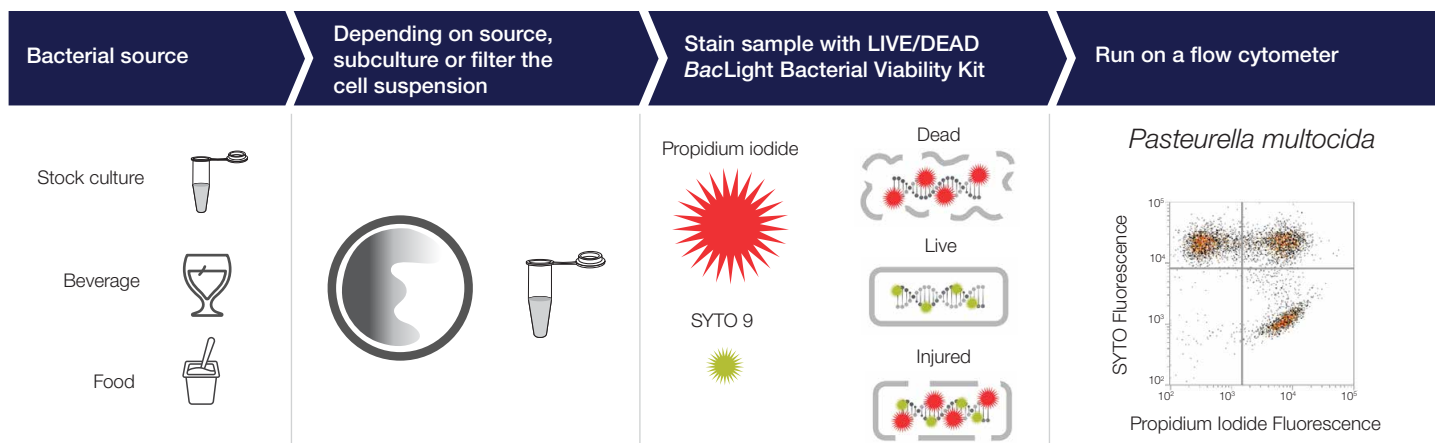 Bacterial source
Depending on source,
subculture or filter the
cell suspension
Stain sample with LIVE/DEAD
BacLight Bacterial Viability Kit
Run on a flow cytometer
Stock culture
Beverage
Food
Propidium iodide
SYTO 9
Dead
Live
Injured
Pasteurella multocida
SYTO Fluorescence
10⁵
10⁴
10³
10²
10² 10³ 10⁴ 10⁵
Propidium Iodide Fluorescence